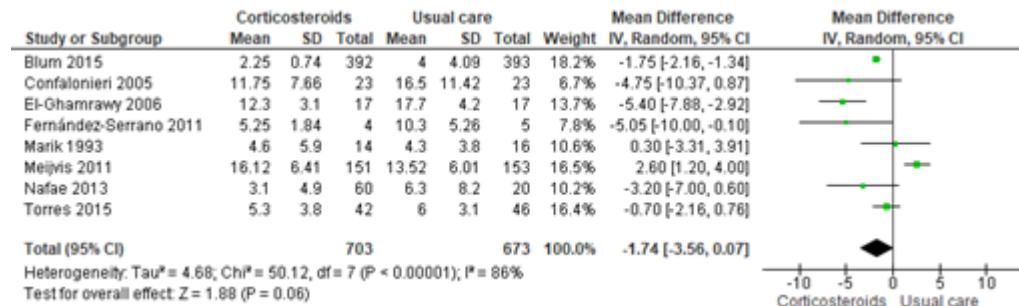 Corticosteroids Usual care Mean Difference Mean Difference
Study or Subgroup Mean SD Total Mean SD Total Weight IV, Random, 95% CI IV, Random, 95% CI
Blum 2015 2.25 0.74 392 4 4.09 393 18.2% -1.75 [-2.16, -1.34]
Confalonieri 2005 11.75 7.66 23 16.5 11.42 23 6.7% -4.75 [-10.37, 0.87]
El-Ghamrawy 2006 12.3 3.1 17 17.7 4.2 17 13.7% -5.40 [-7.88, -2.92]
Fernández-Serrano 2011 5.25 1.84 4 10.3 5.26 5 7.8% -5.05 [-10.00, -0.10]
Marik 1993 4.6 5.9 14 4.3 3.8 16 10.6% 0.30 [-3.31, 3.91]
Meijvis 2011 16.12 6.41 151 13.52 6.01 153 16.5% 2.60 [1.20, 4.00]
Nafae 2013 3.1 4.9 60 6.3 8.2 20 10.2% -3.20 [-7.00, 0.60]
Torres 2015 5.3 3.8 42 6 3.1 46 16.4% -0.70 [-2.16, 0.76]
Total (95% CI) 703 673 100.0% -1.74 [-3.56, 0.07]
Heterogeneity: Tau² = 4.68; Chi² = 50.12, df = 7 (P < 0.00001); I² = 86%
Test for overall effect: Z = 1.88 (P = 0.06)
-10 -5 0 5 10
Corticosteroids Usual care